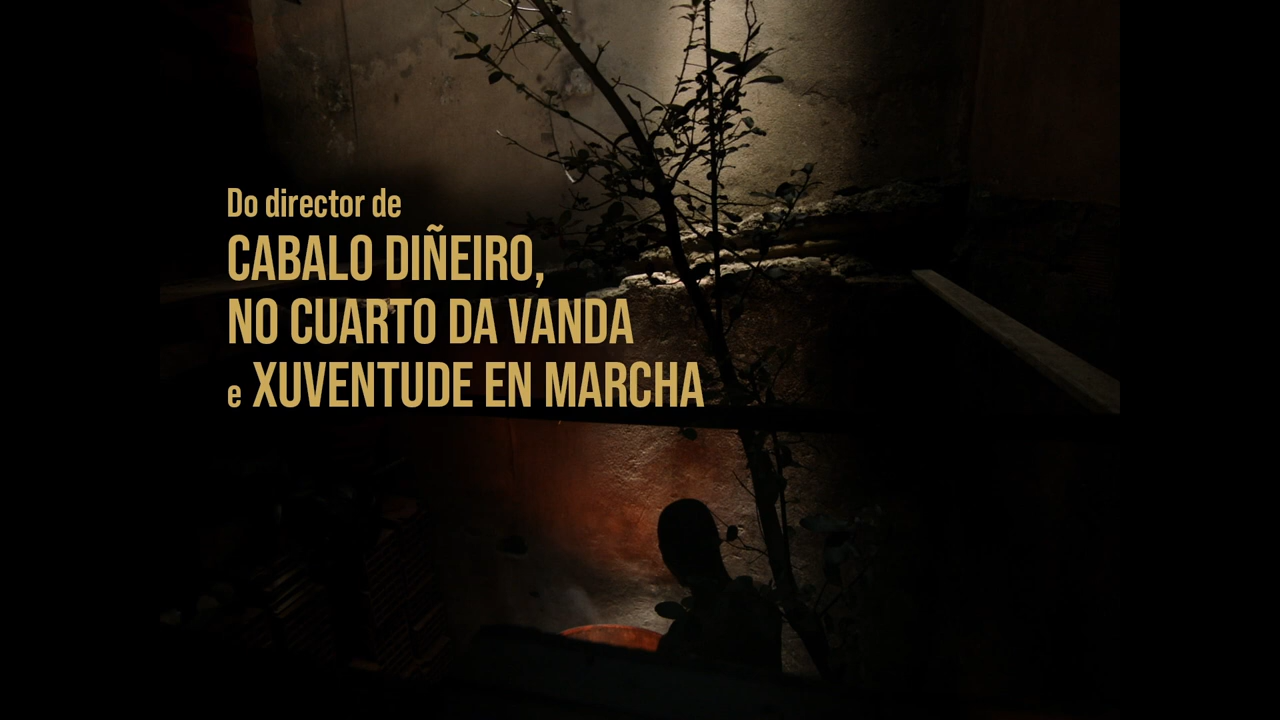 Do director de
CABALO DIÑEIRO,
NO CUARTO DA VANDA
e XUVENTUDE EN MARCHA